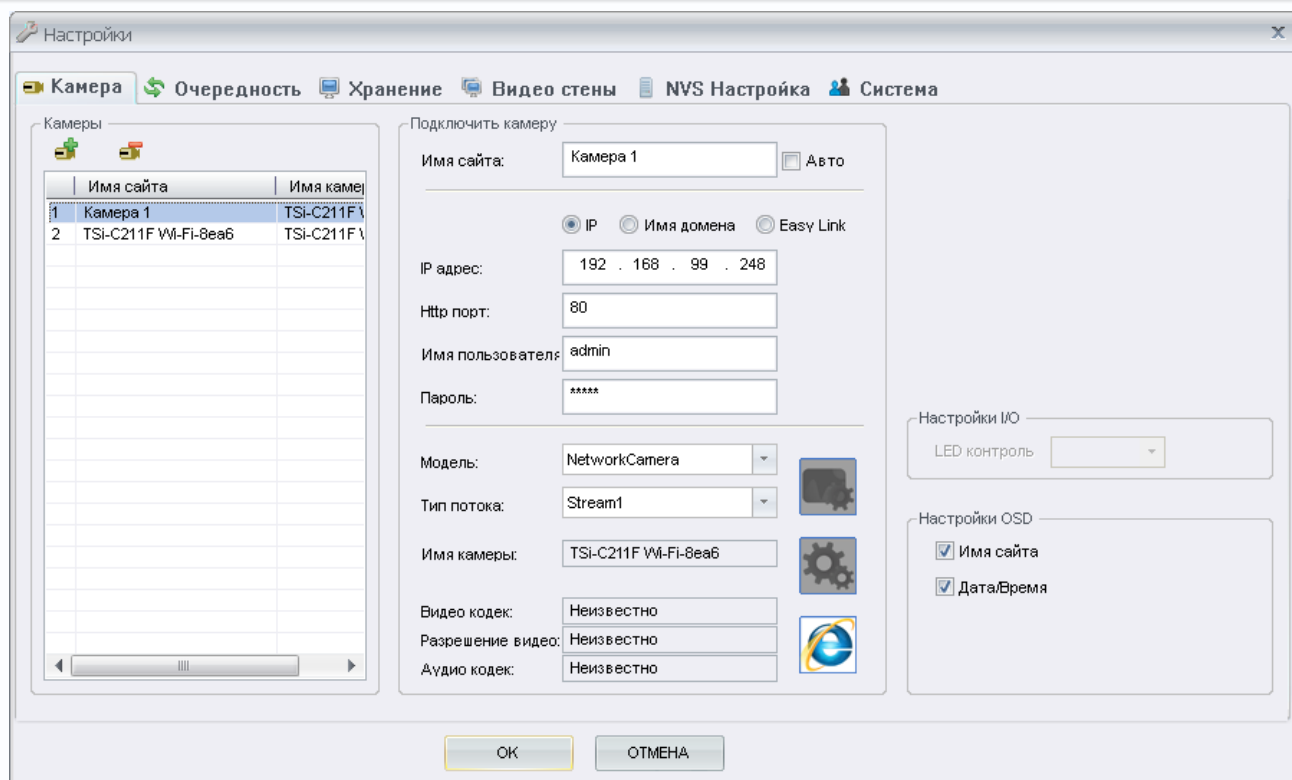 Настройки
Камера Очередность Хранение Видео стены NVS Настро́йка Система
Камеры
Имя сайта Имя камер
1 Камера 1 TSi-C211F W
2 TSi-C211F Wi-Fi-8ea6 TSi-C211F W
Подключить камеру
Имя сайта: Камера 1 Авто
IP Имя домена Easy Link
IP адрес: 192 . 168 . 99 . 248
Http порт: 80
Имя пользователя admin
Пароль: *****
Модель: NetworkCamera
Тип потока: Stream1
Имя камеры: TSi-C211F Wi-Fi-8ea6
Видео кодек: Неизвестно
Разрешение видео: Неизвестно
Аудио кодек: Неизвестно
Настройки I/O
LED контроль
Настройки OSD
Имя сайта
Дата/Время
OK ОТМЕНА